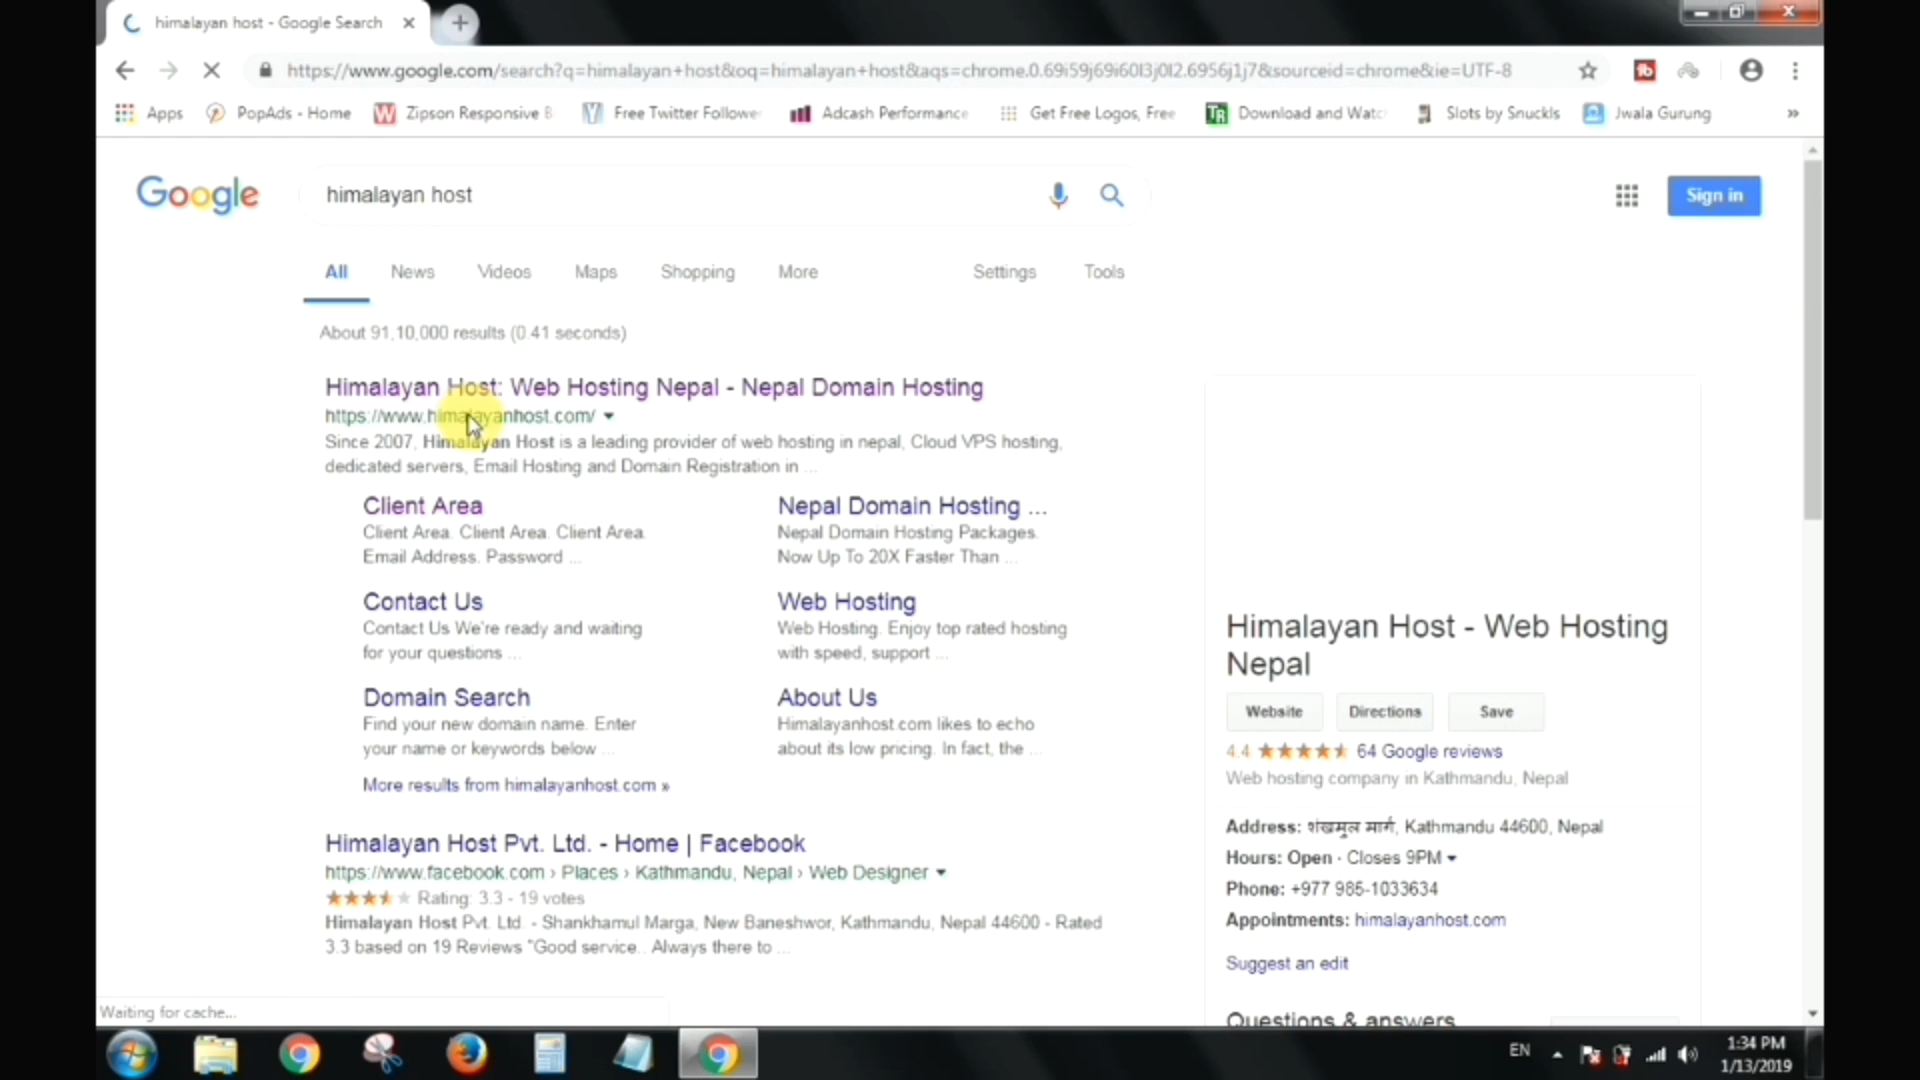 himalayan host - Google Search
https://www.google.com/search?q=himalayan+host&oq=himalayan+host&aqs=chrome.0.69i59j69i60l3j0l2.6956j1j7&sourceid=chrome&ie=UTF-8
Apps PopAds - Home Zipson Responsive B Free Twitter Follower Adcash Performance Get Free Logos, Free Download and Watc Slots by Snuckls Jwala Gurung »
Google himalayan host Sign in
All News Videos Maps Shopping More Settings Tools
About 91,10,000 results (0.41 seconds)
Himalayan Host: Web Hosting Nepal - Nepal Domain Hosting
https://www.himalayanhost.com/
Since 2007, Himalayan Host is a leading provider of web hosting in nepal, Cloud VPS hosting,
dedicated servers, Email Hosting and Domain Registration in ...
Client Area
Client Area. Client Area. Client Area.
Email Address. Password ...
Nepal Domain Hosting ...
Nepal Domain Hosting Packages.
Now Up To 20X Faster Than ...
Contact Us
Contact Us We're ready and waiting
for your questions ...
Web Hosting
Web Hosting. Enjoy top rated hosting
with speed, support ...
Domain Search
Find your new domain name. Enter
your name or keywords below ...
About Us
Himalayanhost.com likes to echo
about its low pricing. In fact, the ...
More results from himalayanhost.com »
Himalayan Host Pvt. Ltd. - Home | Facebook
https://www.facebook.com › Places › Kathmandu, Nepal › Web Designer
Rating: 3.3 - 19 votes
Himalayan Host Pvt. Ltd. - Shankhamul Marga, New Baneshwor, Kathmandu, Nepal 44600 - Rated
3.3 based on 19 Reviews "Good service.. Always there to ...
Himalayan Host - Web Hosting
Nepal
Website Directions Save
4.4 64 Google reviews
Web hosting company in Kathmandu, Nepal
Address: शंखमुल मार्ग, Kathmandu 44600, Nepal
Hours: Open · Closes 9PM
Phone: +977 985-1033634
Appointments: himalayanhost.com
Suggest an edit
Questions & answers
Waiting for cache...
EN
1:34 PM
1/13/2019